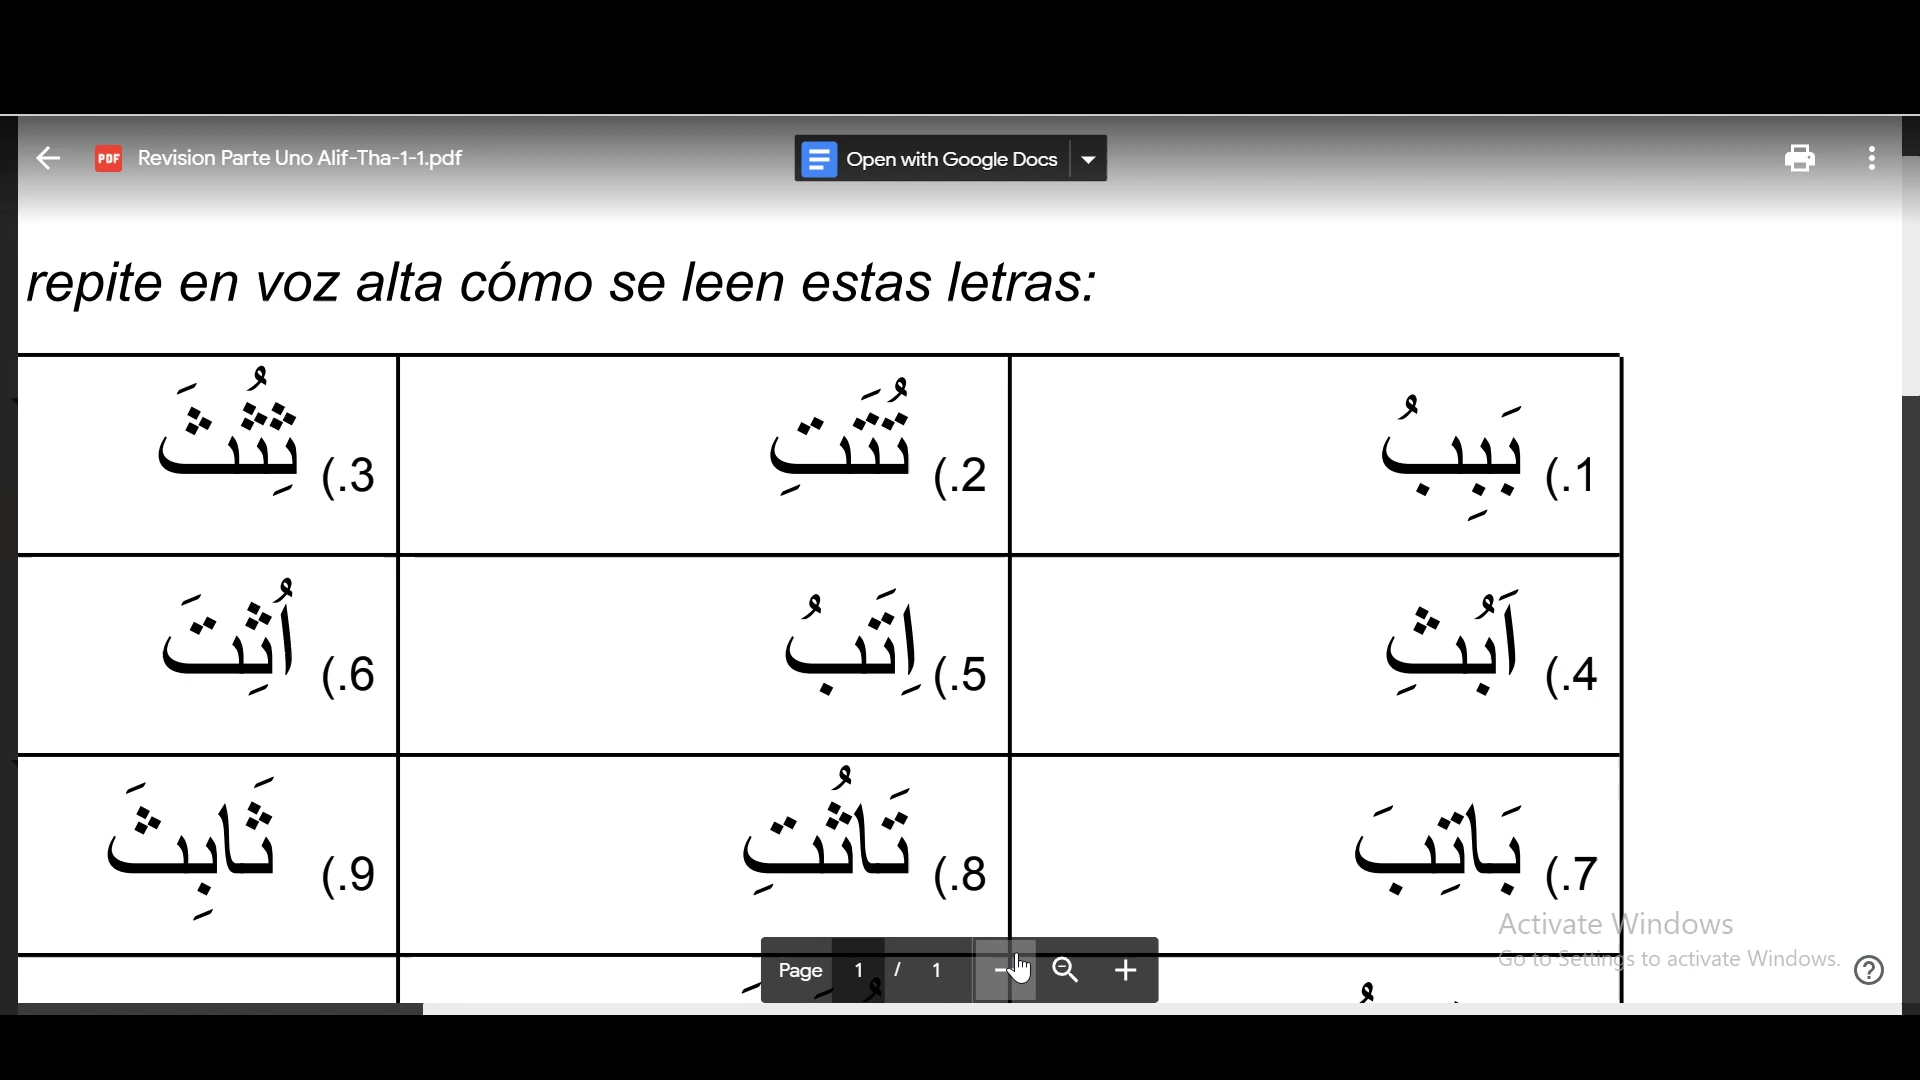 PDF Revision Parte Uno Alif-Tha-1-1.pdf
Open with Google Docs
repite en voz alta cómo se leen estas letras:
1.) بَبِبُ
2.) تُتَتِ
3.) ثِثُثَ
4.) اَبُثِ
5.) اِتَبُ
6.) اُثِتَ
7.) بَاتِبَ
8.) تَاثُتِ
9.) ثَابِثَ
Activate Windows
Go to Settings to activate Windows.
Page 1 / 1